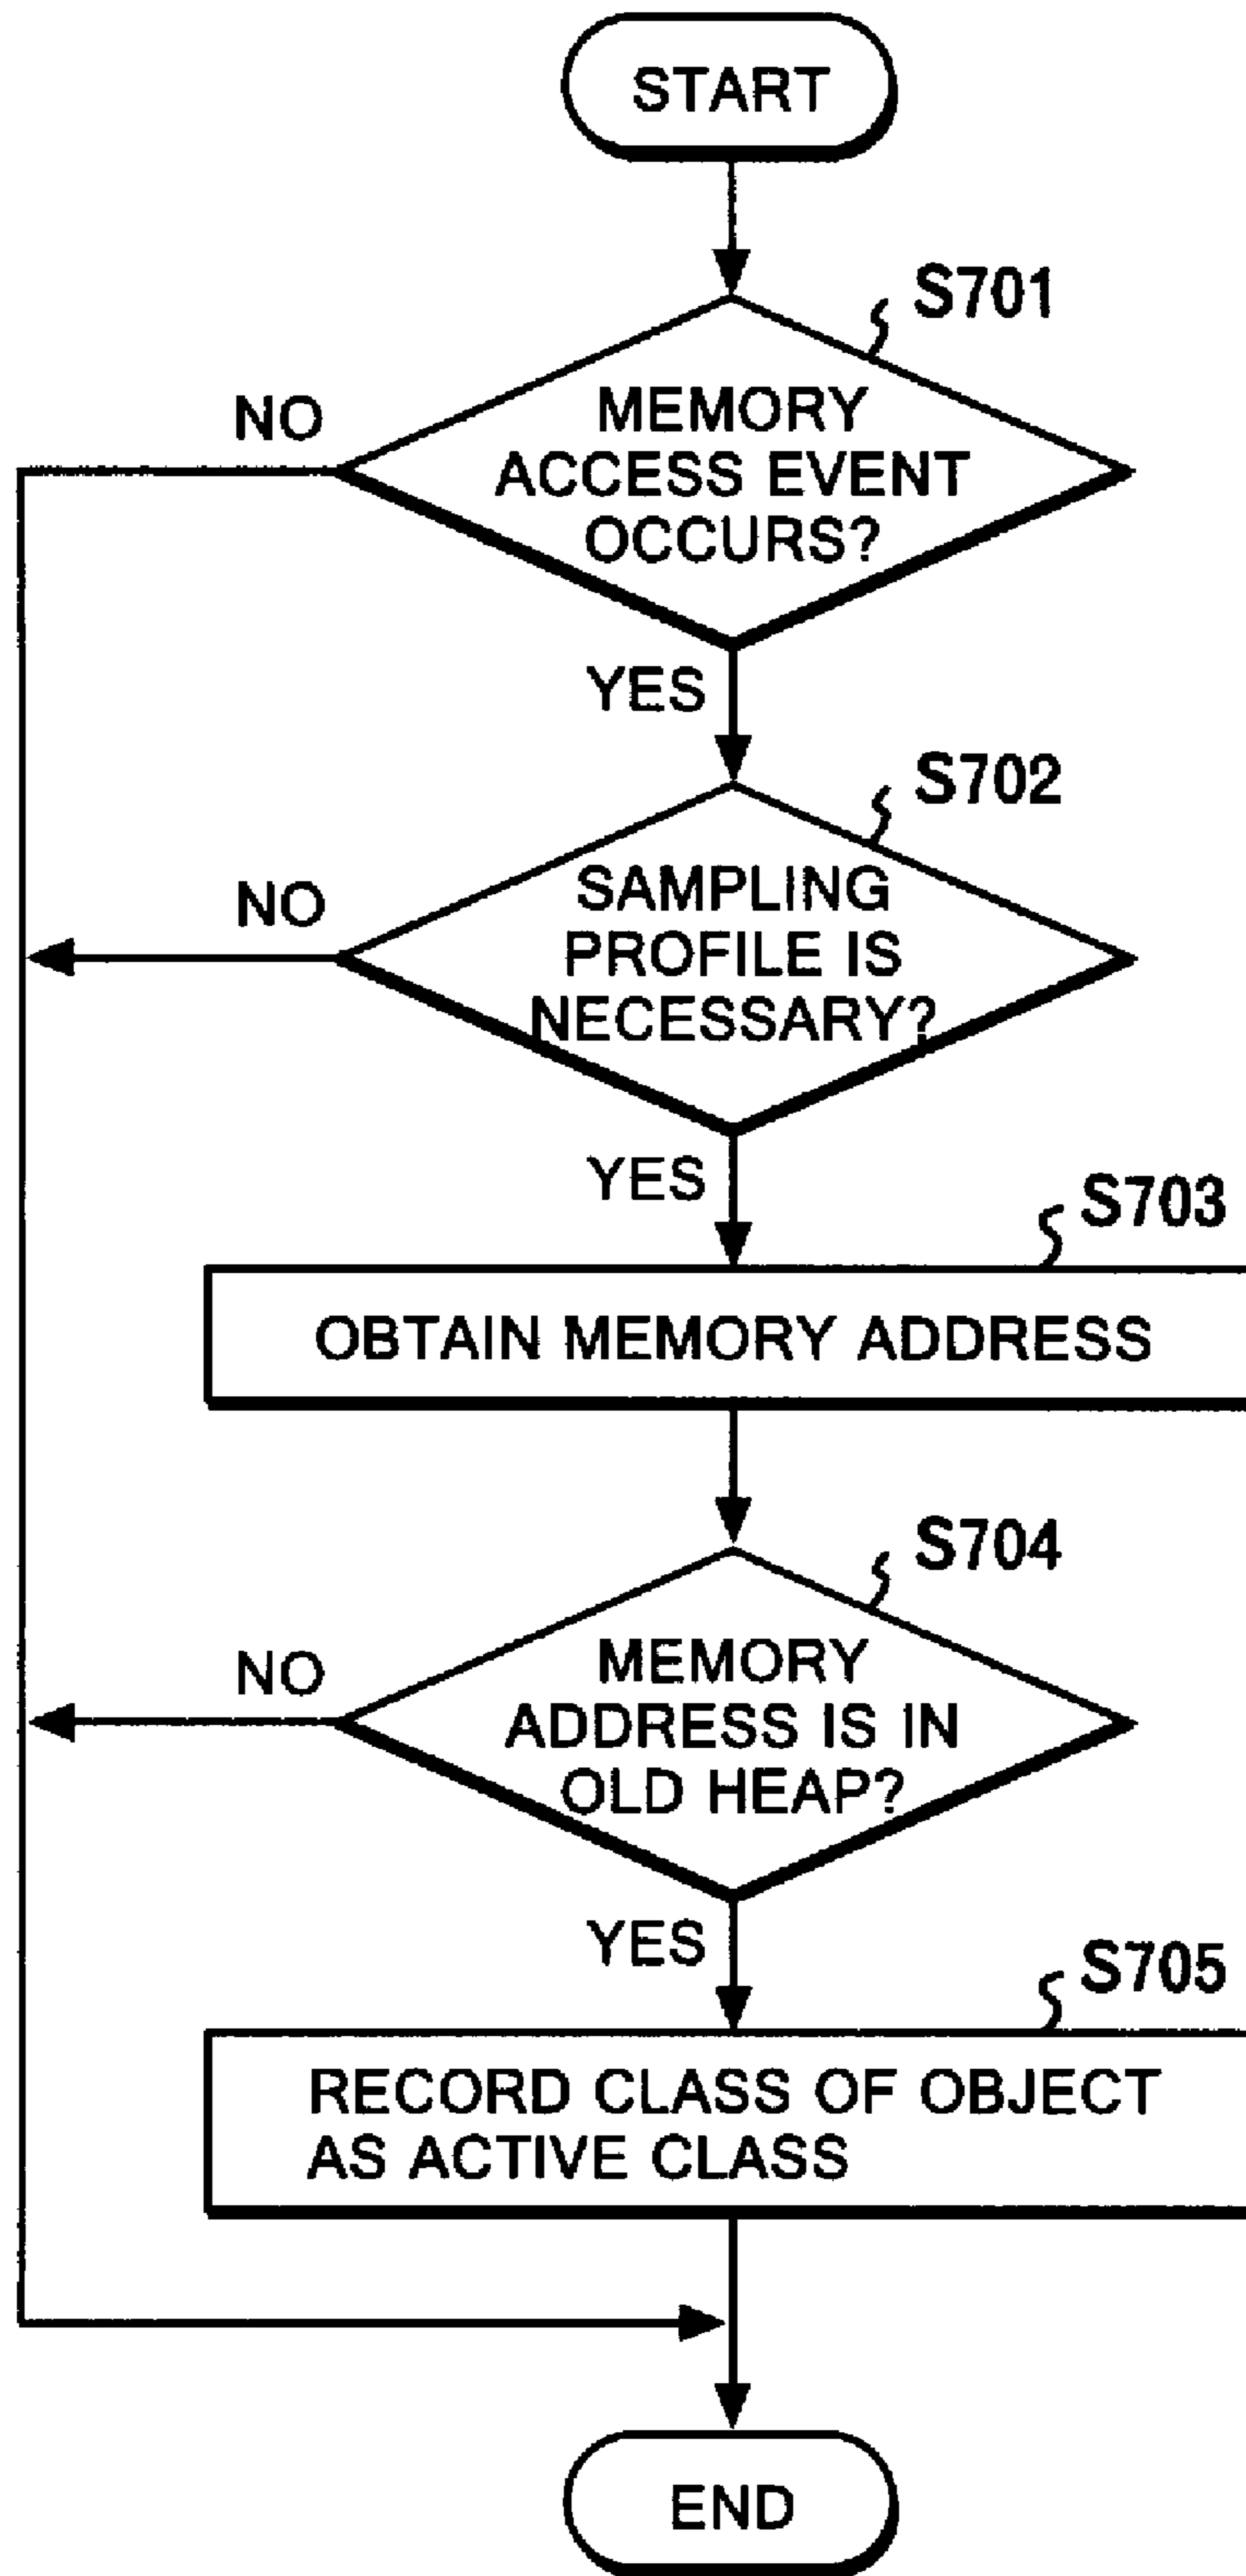 START
S701
NO
MEMORY
ACCESS EVENT
OCCURS?
YES
S702
NO
SAMPLING
PROFILE IS
NECESSARY?
YES
S703
OBTAIN MEMORY ADDRESS
S704
NO
MEMORY
ADDRESS IS IN
OLD HEAP?
YES
S705
RECORD CLASS OF OBJECT
AS ACTIVE CLASS
END